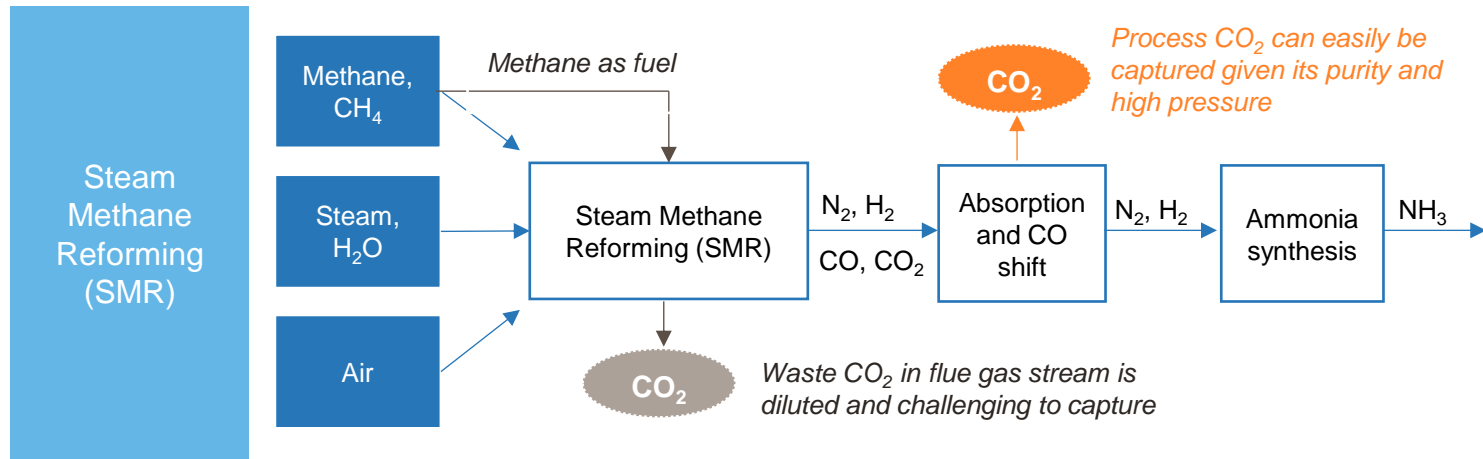 Steam
Methane
Reforming
(SMR)
Methane,
CH₄
Steam,
H₂O
Air
Methane as fuel
Steam Methane
Reforming (SMR)
CO₂
Waste CO₂ in flue gas stream is
diluted and challenging to capture
N₂, H₂
CO, CO₂
Absorption
and CO
shift
CO₂
Process CO₂ can easily be
captured given its purity and
high pressure
N₂, H₂
Ammonia
synthesis
NH₃